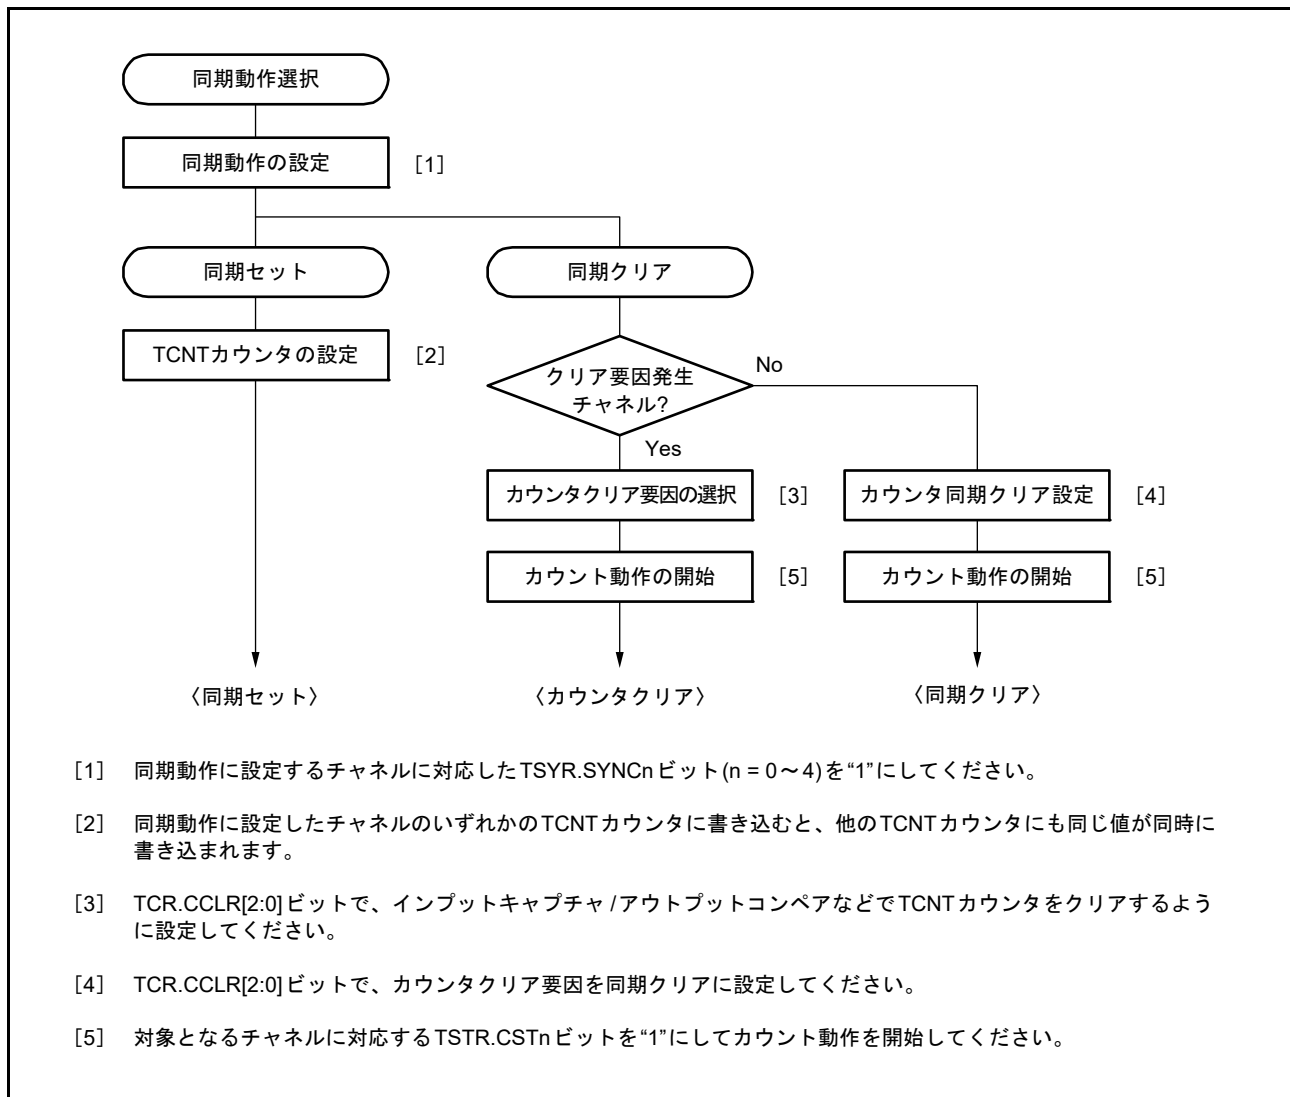 同期動作選択
同期動作の設定 [1]
同期セット
同期クリア
TCNTカウンタの設定 [2]
クリア要因発生
チャネル?
No
Yes
カウンタクリア要因の選択 [3]
カウンタ同期クリア設定 [4]
カウント動作の開始 [5]
カウント動作の開始 [5]
〈同期セット〉
〈カウンタクリア〉
〈同期クリア〉
[1] 同期動作に設定するチャネルに対応したTSYR.SYNCnビット(n = 0～4)を“1”にしてください。
[2] 同期動作に設定したチャネルのいずれかのTCNTカウンタに書き込むと、他のTCNTカウンタにも同じ値が同時に
書き込まれます。
[3] TCR.CCLR[2:0]ビットで、インプットキャプチャ/アウトプットコンペアなどでTCNTカウンタをクリアするよう
に設定してください。
[4] TCR.CCLR[2:0]ビットで、カウンタクリア要因を同期クリアに設定してください。
[5] 対象となるチャネルに対応するTSTR.CSTnビットを“1”にしてカウント動作を開始してください。